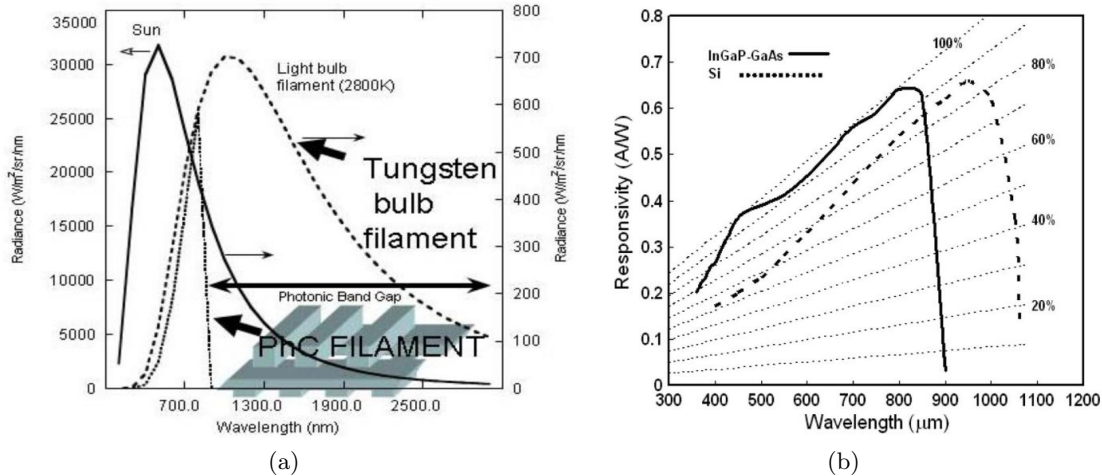 35000
30000
25000
20000
15000
10000
5000
0
Radiance (W/m²/sr/nm)
800
700
600
500
400
300
200
100
0
Radiance (W/m²/sr/nm)
Sun
Light bulb
filament (2800K)
Tungsten
bulb
filament
Photonic Band Gap
PhC FILAMENT
700.0 1300.0 1900.0 2500.0
Wavelength (nm)
(a)
0.8
0.7
0.6
0.5
0.4
0.3
0.2
0.1
0
Responsivity (A/W)
InGaP-GaAs
Si
100%
80%
60%
40%
20%
300 400 500 600 700 800 900 1000 1100 1200
Wavelength (μm)
(b)